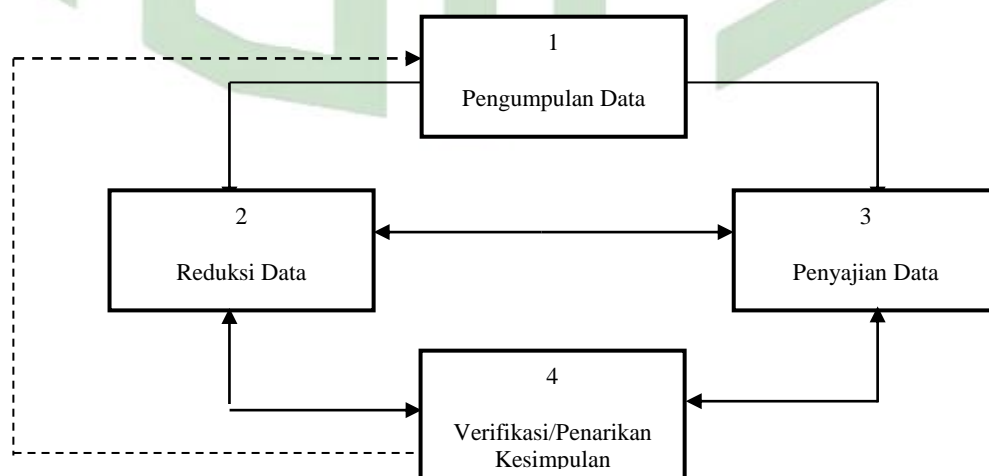 1
Pengumpulan Data
2
Reduksi Data
3
Penyajian Data
4
Verifikasi/Penarikan
Kesimpulan